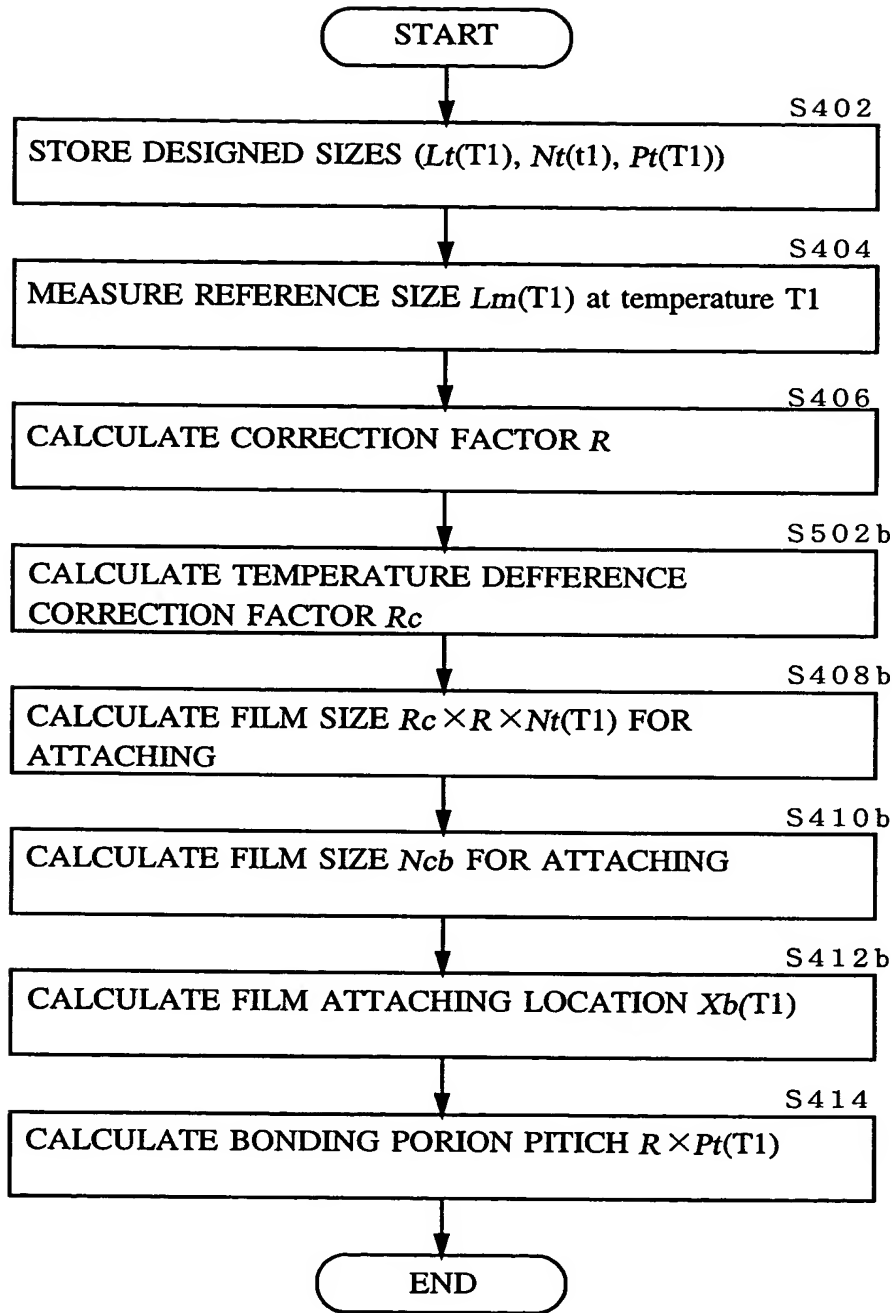 START
S402
STORE DESIGNED SIZES (Lt(T1), Nt(t1), Pt(T1))
S404
MEASURE REFERENCE SIZE Lm(T1) at temperature T1
S406
CALCULATE CORRECTION FACTOR R
S502b
CALCULATE TEMPERATURE DEFFERENCE
CORRECTION FACTOR Rc
S408b
CALCULATE FILM SIZE Rc×R×Nt(T1) FOR
ATTACHING
S410b
CALCULATE FILM SIZE Ncb FOR ATTACHING
S412b
CALCULATE FILM ATTACHING LOCATION Xb(T1)
S414
CALCULATE BONDING PORION PITICH R×Pt(T1)
END